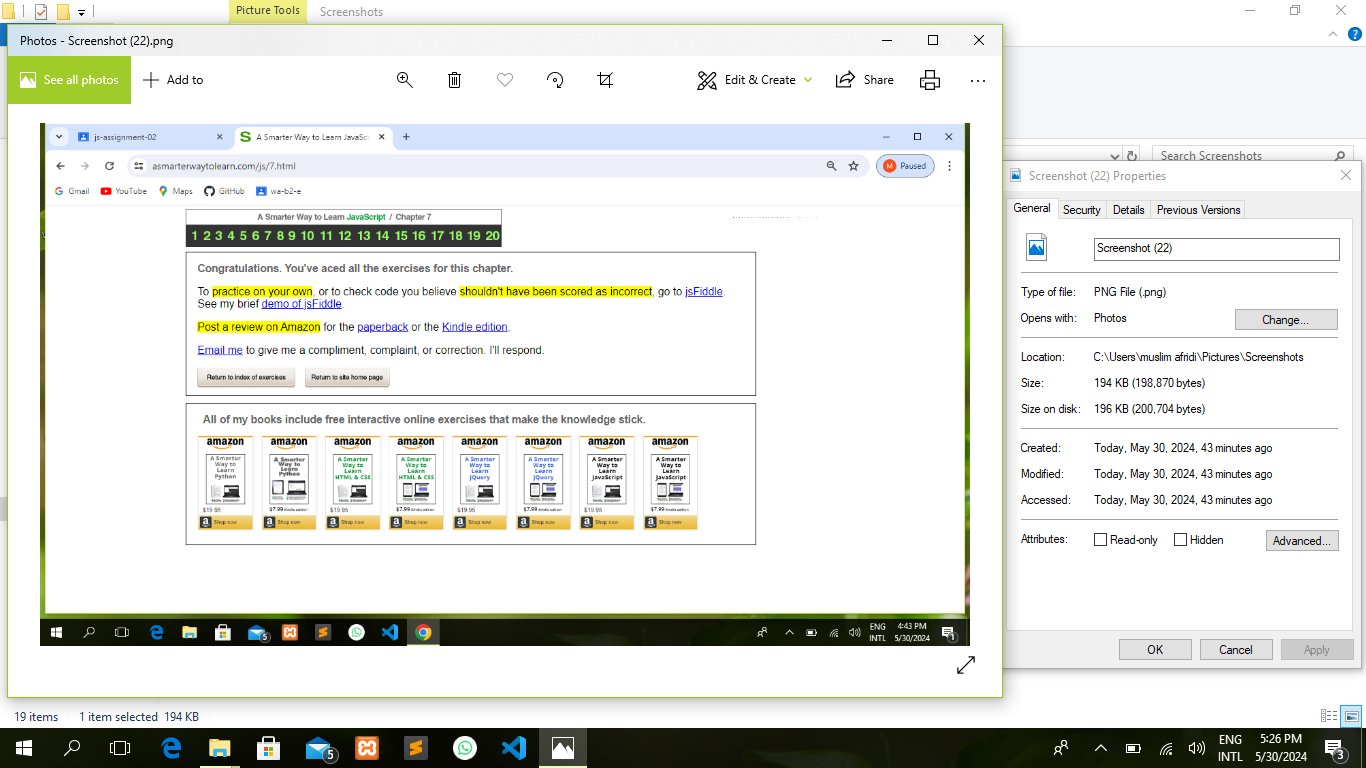 Picture Tools
Screenshots
Photos - Screenshot (22).png
See all photos
Add to
Edit & Create
Share
js-assignment-02
A Smarter Way to Learn JavaSc
asmarterwaytolearn.com/js/7.html
M Paused
Gmail
YouTube
Maps
GitHub
wa-b2-e
A Smarter Way to Learn JavaScript / Chapter 7
1 2 3 4 5 6 7 8 9 10 11 12 13 14 15 16 17 18 19 20
Congratulations. You've aced all the exercises for this chapter.
To practice on your own, or to check code you believe shouldn't have been scored as incorrect, go to jsFiddle.
See my brief demo of jsFiddle.
Post a review on Amazon for the paperback or the Kindle edition.
Email me to give me a compliment, complaint, or correction. I'll respond.
Return to index of exercises
Return to site home page
All of my books include free interactive online exercises that make the knowledge stick.
amazon amazon amazon amazon amazon amazon amazon amazon
A Smarter Way to Learn Python
A Smarter Way to Learn Python
A Smarter Way to Learn HTML & CSS
A Smarter Way to Learn HTML & CSS
A Smarter Way to Learn jQuery
A Smarter Way to Learn jQuery
A Smarter Way to Learn JavaScript
A Smarter Way to Learn JavaScript
$19.95 $7.99 Kindle edition $19.95 $7.99 Kindle edition $19.95 $7.99 Kindle edition $19.95 $7.99 Kindle edition
a Shop now a Shop now a Shop now a Shop now a Shop now a Shop now a Shop now a Shop now
5
ENG
INTL
4:43 PM
5/30/2024
1
Search Screenshots
Screenshot (22) Properties
General
Security
Details
Previous Versions
Screenshot (22)
Type of file: PNG File (.png)
Opens with: Photos
Change...
Location: C:\Users\muslim afridi\Pictures\Screenshots
Size: 194 KB (198,870 bytes)
Size on disk: 196 KB (200,704 bytes)
Created: Today, May 30, 2024, 43 minutes ago
Modified: Today, May 30, 2024, 43 minutes ago
Accessed: Today, May 30, 2024, 43 minutes ago
Attributes: Read-only Hidden
Advanced...
OK
Cancel
Apply
19 items
1 item selected 194 KB
5
ENG
INTL
5:26 PM
5/30/2024
3